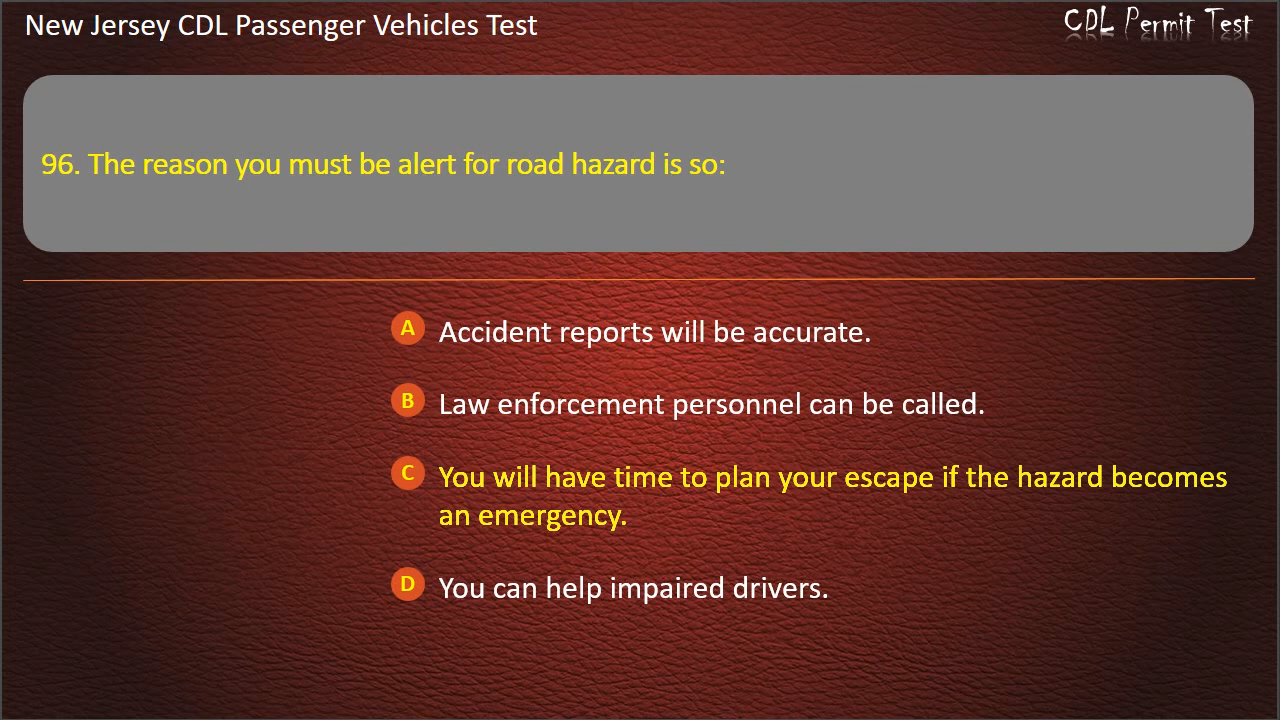 New Jersey CDL Passenger Vehicles Test
CDL Permit Test
96. The reason you must be alert for road hazard is so:
A Accident reports will be accurate.
B Law enforcement personnel can be called.
C You will have time to plan your escape if the hazard becomes
an emergency.
D You can help impaired drivers.